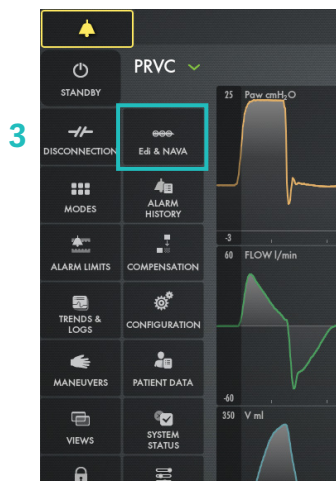 PRVC
STANDBY
25 Paw cmH₂O
3
DISCONNECTION
Edi & NAVA
MODES
ALARM
HISTORY
-3
ALARM LIMITS
COMPENSATION
60 FLOW l/min
TRENDS &
LOGS
CONFIGURATION
MANEUVERS
PATIENT DATA
-60
VIEWS
SYSTEM
STATUS
350 V ml